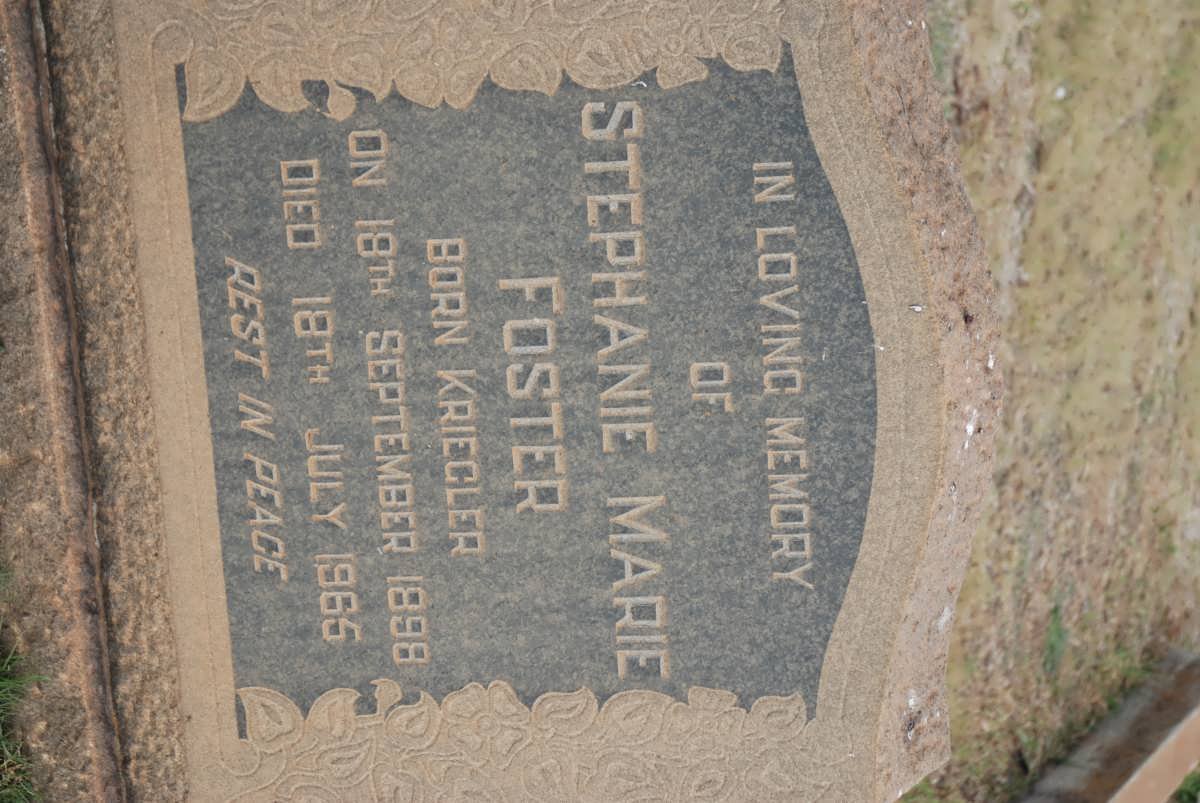 IN LOVING MEMORY
OF
STEPHANIE MARIE
FOSTER
BORN KRIEGLER
ON 18TH SEPTEMBER 1898
DIED 18TH JULY 1966
REST IN PEACE